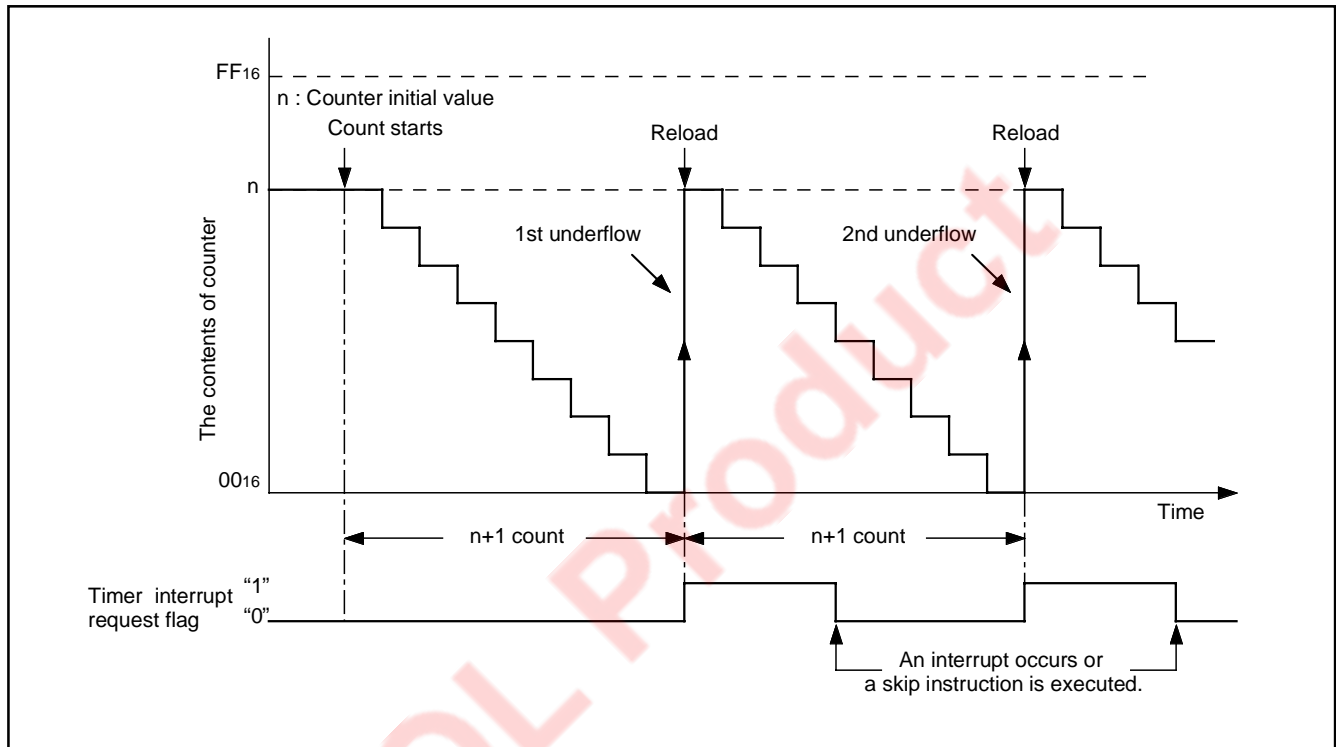 FF16
n : Counter initial value
Count starts
Reload
Reload
n
1st underflow
2nd underflow
The contents of counter
0016
Time
n+1 count
n+1 count
Timer interrupt
request flag
“1”
“0”
An interrupt occurs or
a skip instruction is executed.
OL Product